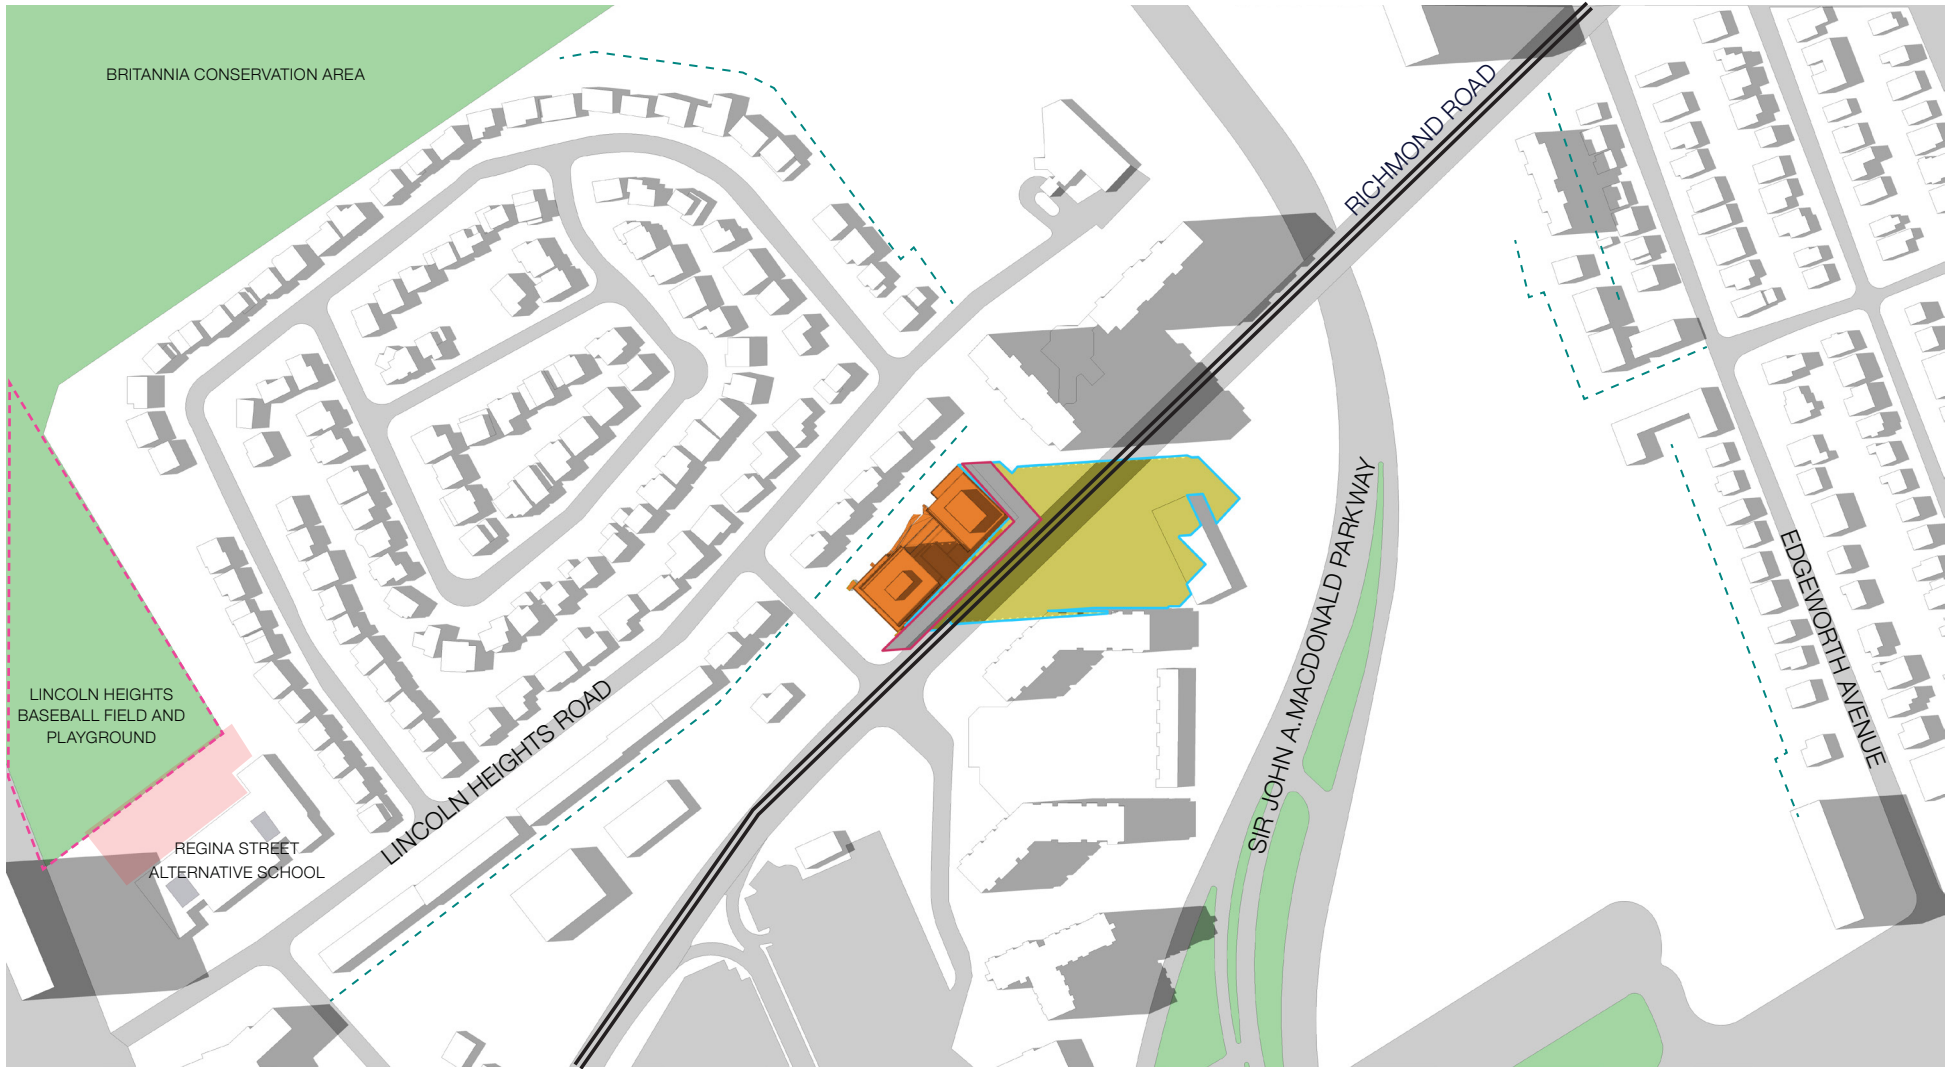 BRITANNIA CONSERVATION AREA
RICHMOND ROAD
SIR JOHN A.MACDONALD PARKWAY
EDGEWORTH AVENUE
LINCOLN HEIGHTS
BASEBALL FIELD AND
PLAYGROUND
LINCOLN HEIGHTS ROAD
REGINA STREET
ALTERNATIVE SCHOOL